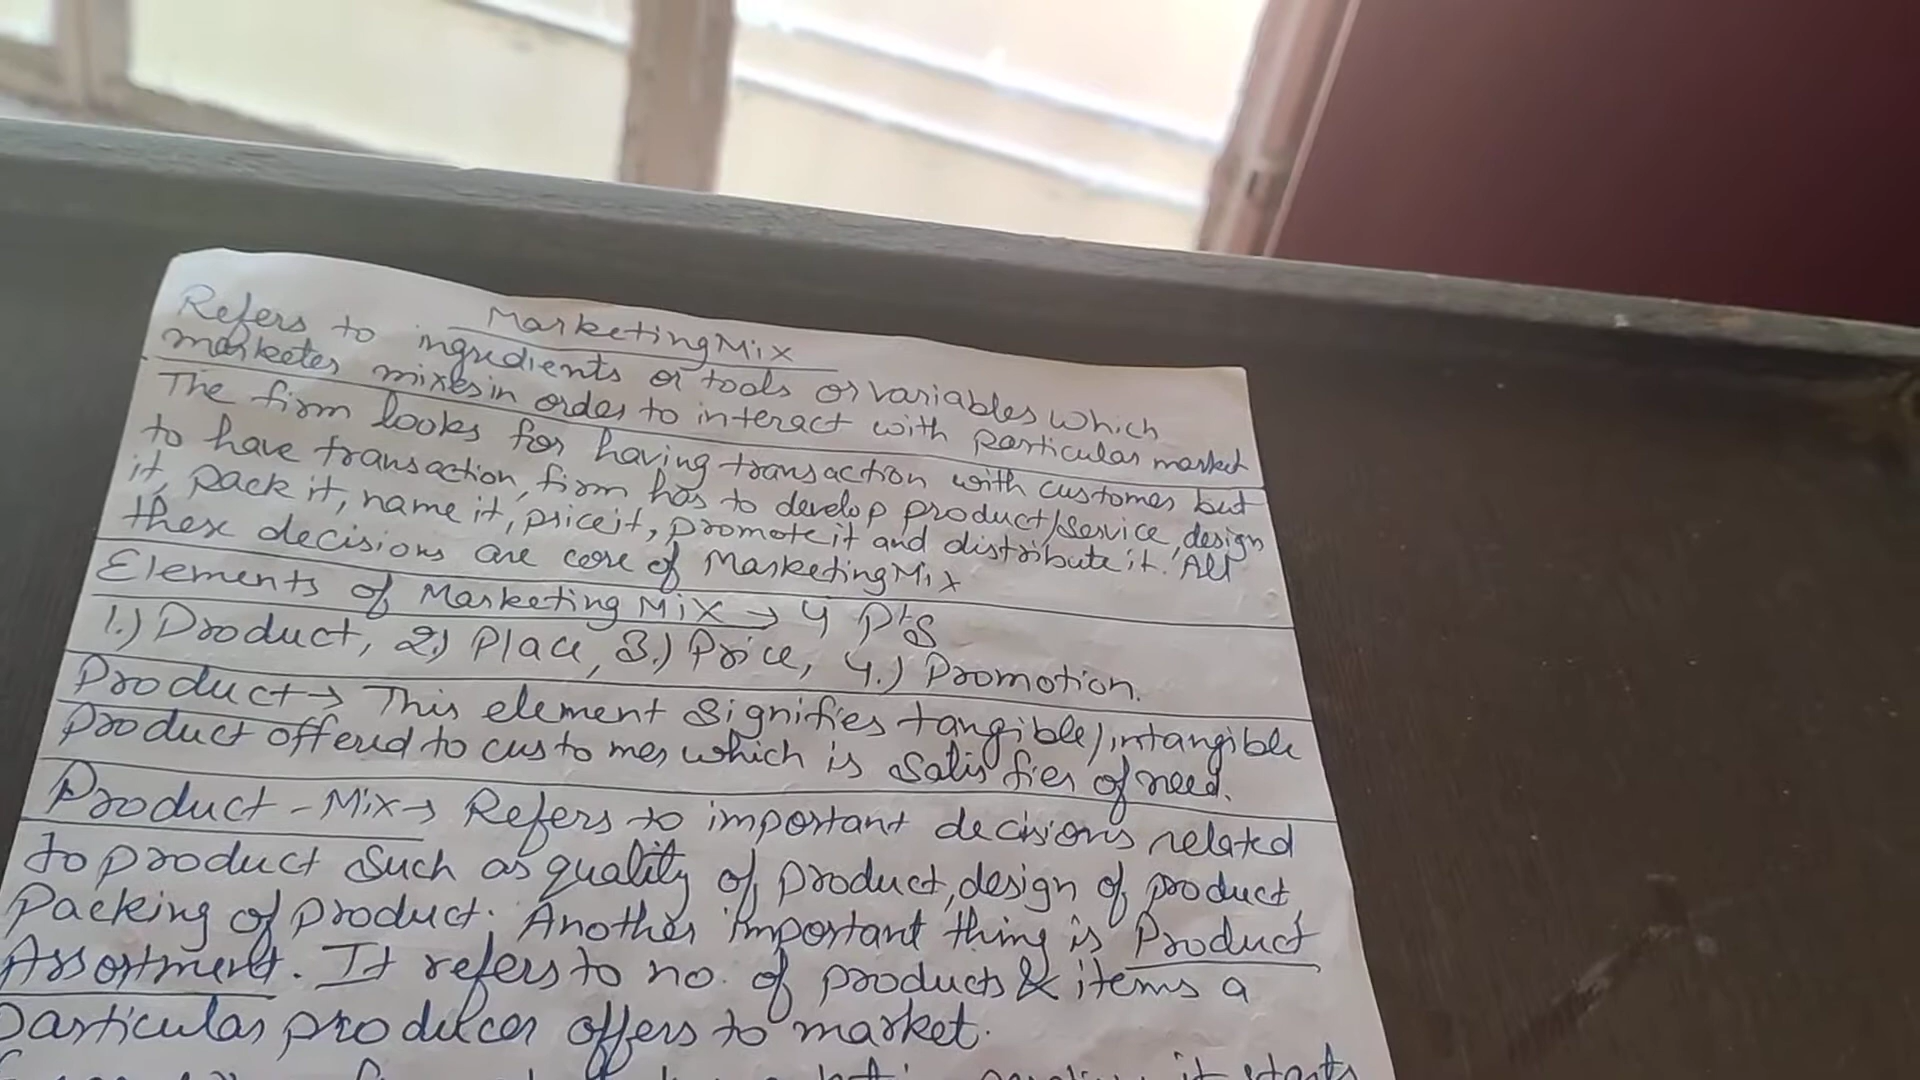 Marketing Mix
Refers to ingredients or tools or variables which
marketer mixes in order to interact with particular market
The firm looks for having transaction with customer but
to have transaction, firm has to develop product/service, design
it, pack it, name it, price it, promote it and distribute it. All
these decisions are core of Marketing Mix
Elements of Marketing Mix → 4 P's
1.) Product, 2.) Place, 3.) Price, 4.) Promotion.
Product → This element signifies tangible/intangible
product offered to customer which is satisfier of need.
Product-Mix → Refers to important decisions related
to product such as quality of product, design of product,
Packing of product. Another important thing is Product
Assortment. It refers to no. of products & items a
particular producer offers to market.
it starts